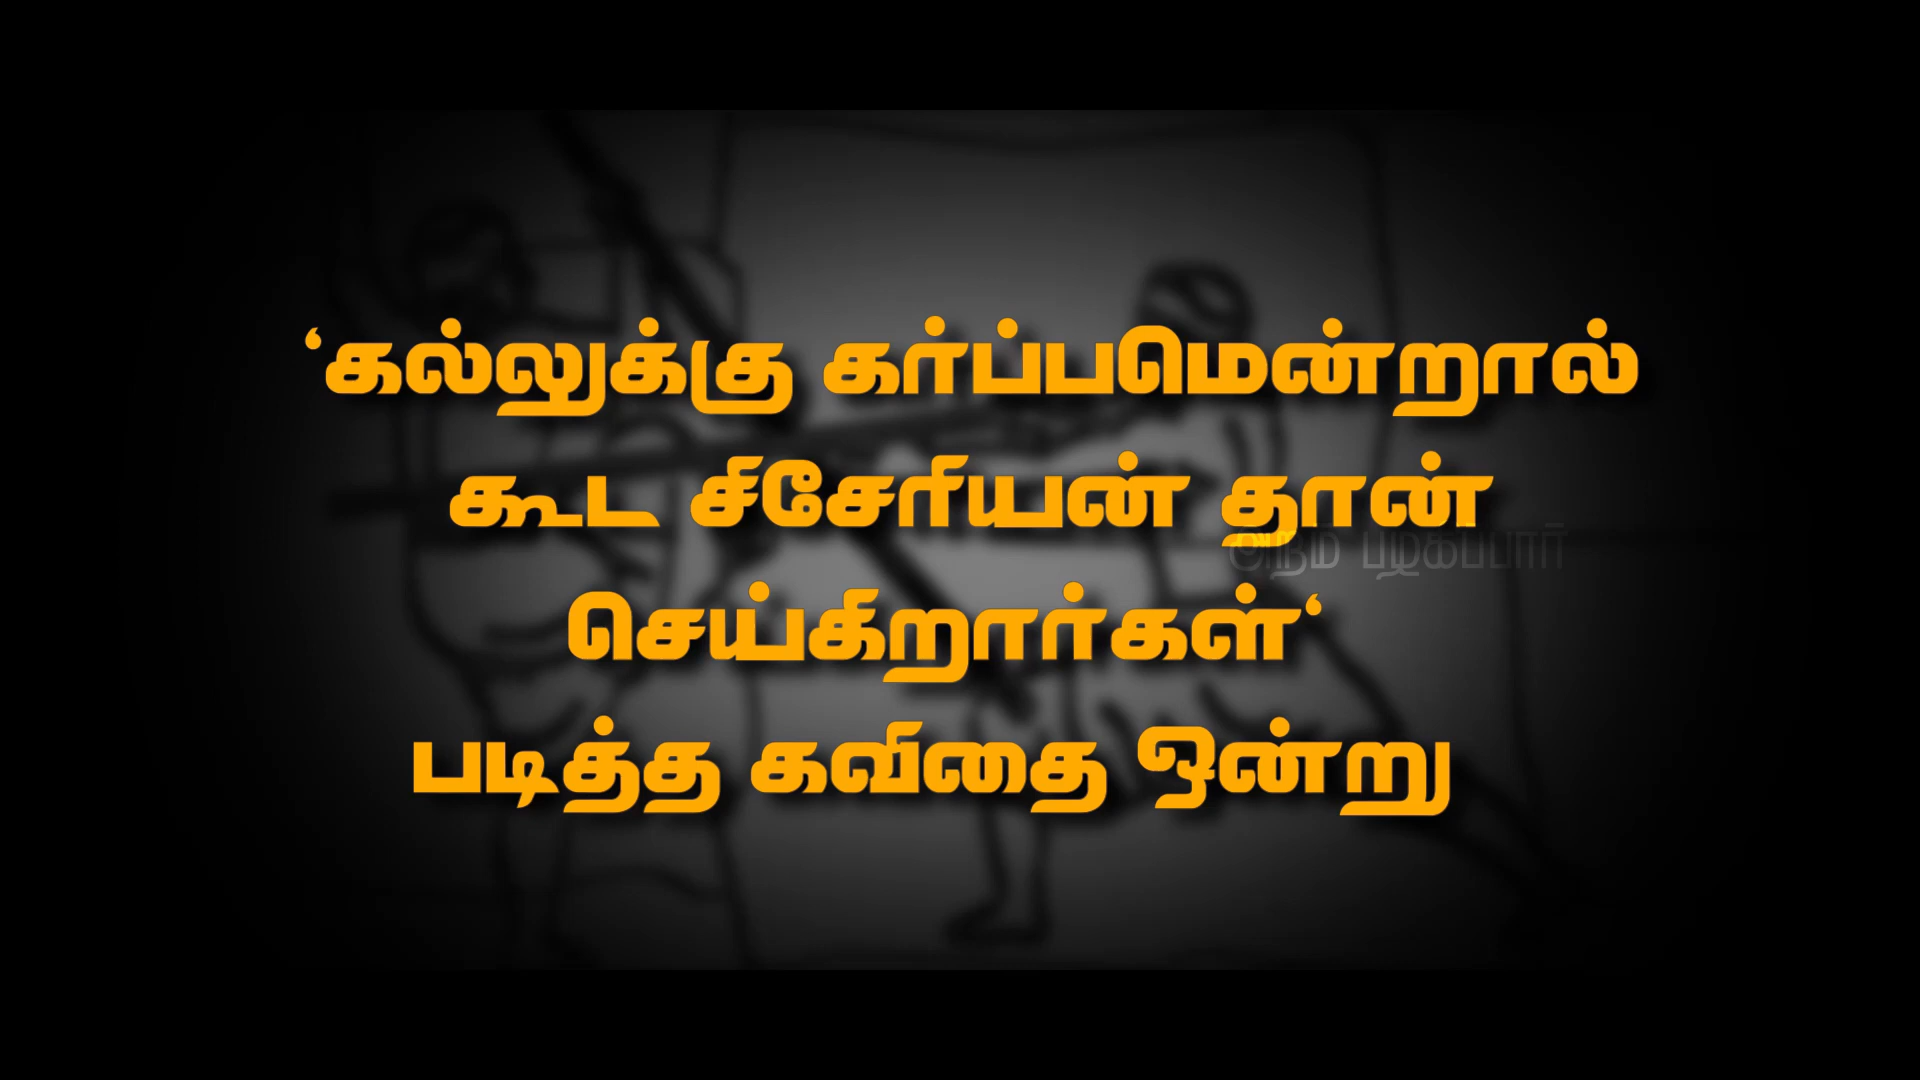 ‘கல்லுக்கு கர்ப்பமென்றால்
கூட சிசேரியன் தான்
செய்கிறார்கள்‘
படித்த கவிதை ஒன்று